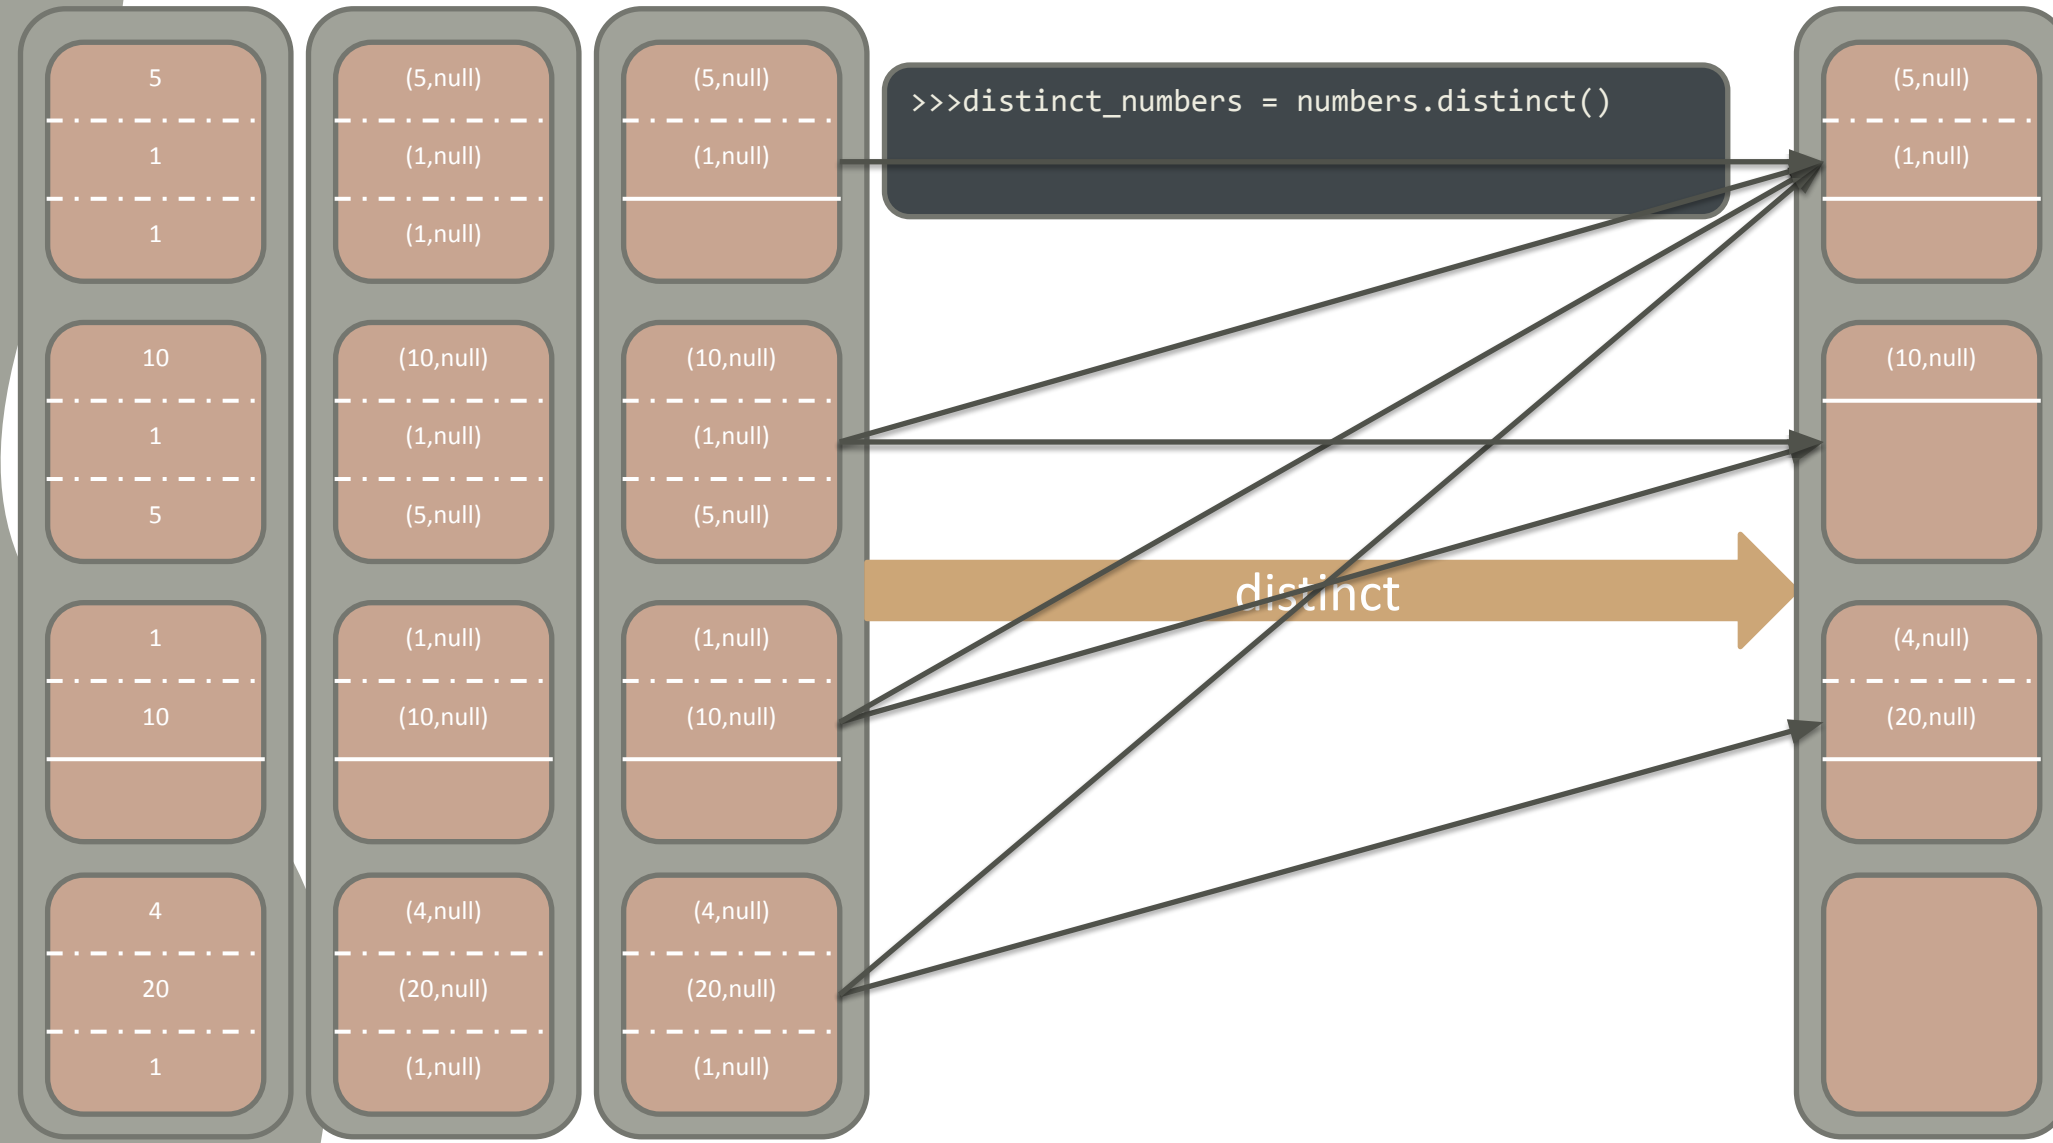 5
1
1
10
1
5
1
10
4
20
1
(5,null)
(1,null)
(1,null)
(10,null)
(1,null)
(5,null)
(1,null)
(10,null)
(4,null)
(20,null)
(1,null)
(5,null)
(1,null)
(10,null)
(1,null)
(5,null)
(1,null)
(10,null)
(4,null)
(20,null)
(1,null)
>>>distinct_numbers = numbers.distinct()
distinct
(5,null)
(1,null)
(10,null)
(4,null)
(20,null)